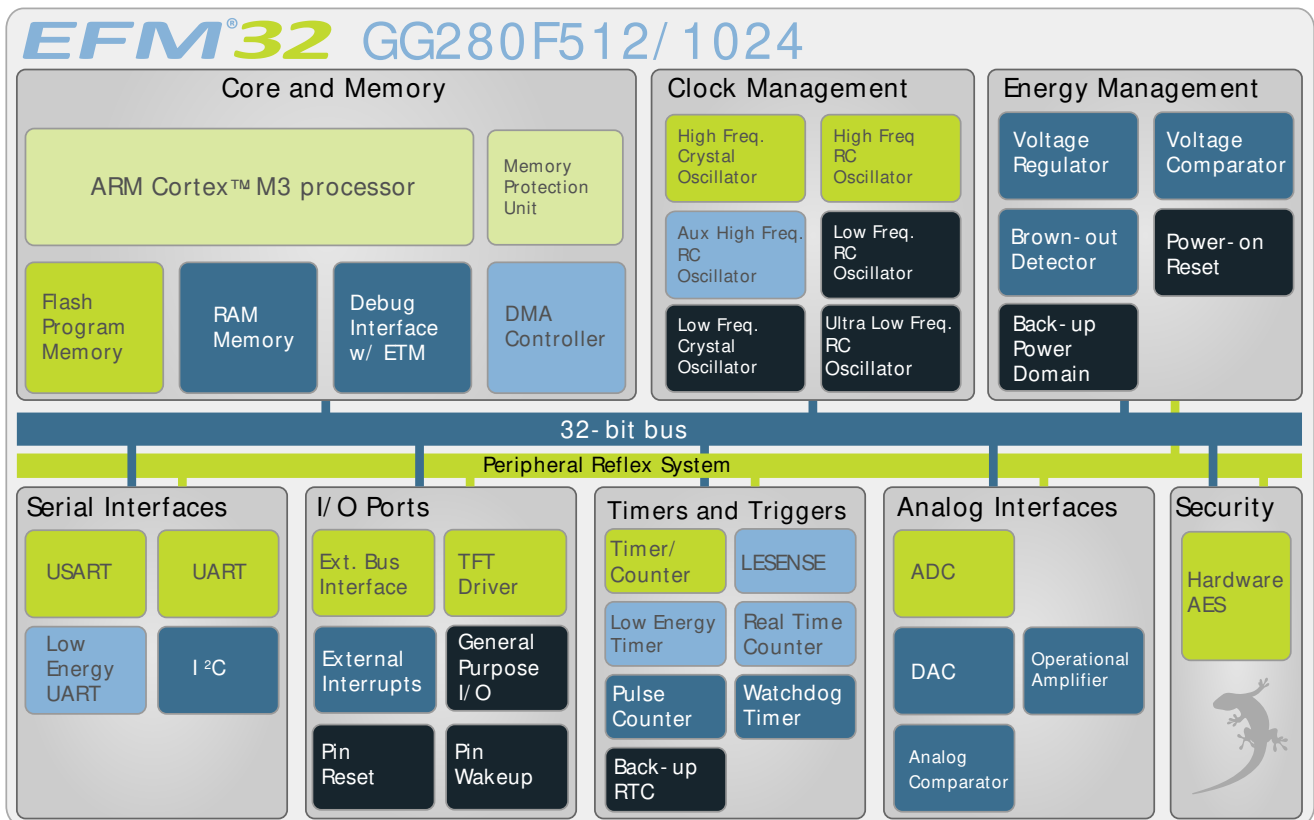 EFM®32 GG280F512/1024
Core and Memory
ARM Cortex™ M3 processor
Memory
Protection
Unit
Flash
Program
Memory
RAM
Memory
Debug
Interface
w/ ETM
DMA
Controller
Clock Management
High Freq.
Crystal
Oscillator
High Freq
RC
Oscillator
Aux High Freq.
RC
Oscillator
Low Freq.
RC
Oscillator
Low Freq.
Crystal
Oscillator
Ultra Low Freq.
RC
Oscillator
Energy Management
Voltage
Regulator
Voltage
Comparator
Brown-out
Detector
Power-on
Reset
Back-up
Power
Domain
32-bit bus
Peripheral Reflex System
Serial Interfaces
USART
UART
Low
Energy
UART
I²C
I/O Ports
Ext. Bus
Interface
TFT
Driver
External
Interrupts
General
Purpose
I/O
Pin
Reset
Pin
Wakeup
Timers and Triggers
Timer/
Counter
LESENSE
Low Energy
Timer
Real Time
Counter
Pulse
Counter
Watchdog
Timer
Back-up
RTC
Analog Interfaces
ADC
DAC
Operational
Amplifier
Analog
Comparator
Security
Hardware
AES